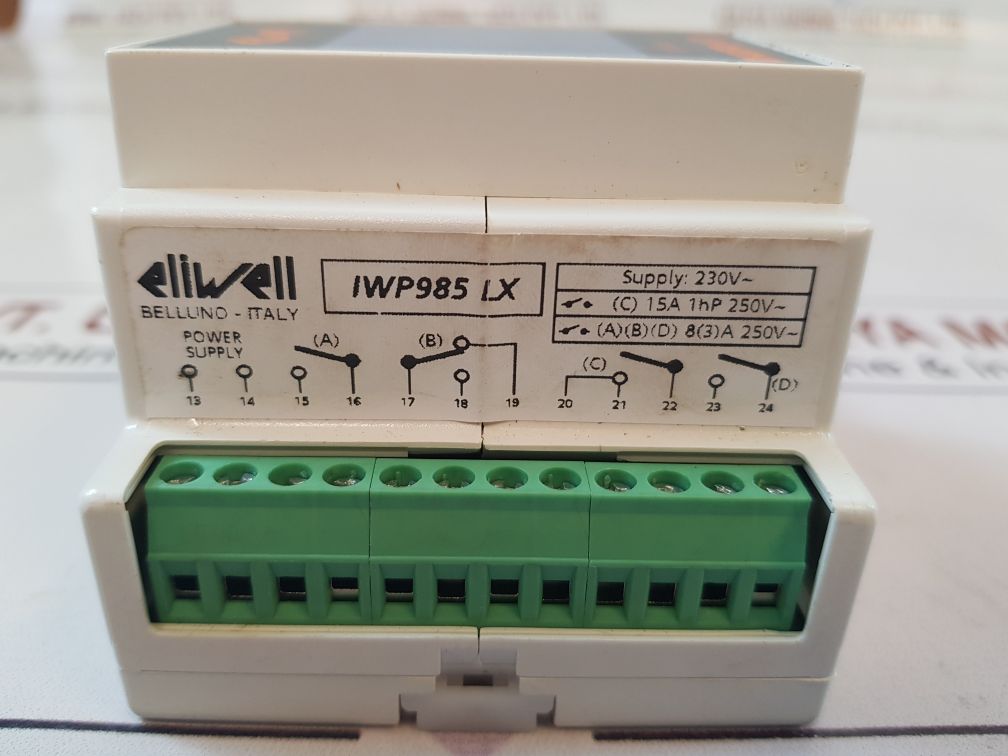 eliwell
BELLUNO - ITALY
IWP985 LX
Supply: 230V~
(C) 15A 1hP 250V~
(A)(B)(D) 8(3)A 250V~
POWER
SUPPLY
(A)
(B)
(C)
(D)
13 14 15 16 17 18 19 20 21 22 23 24